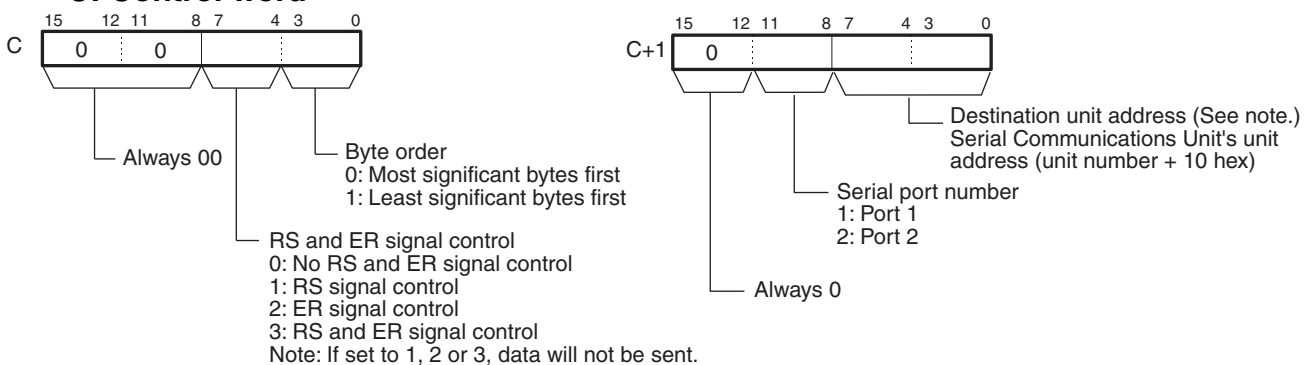 15 12 11 8 7 4 3 0
C 0 0
Always 00
Byte order
0: Most significant bytes first
1: Least significant bytes first
RS and ER signal control
0: No RS and ER signal control
1: RS signal control
2: ER signal control
3: RS and ER signal control
Note: If set to 1, 2 or 3, data will not be sent.
15 12 11 8 7 4 3 0
C+1 0
Destination unit address (See note.)
Serial Communications Unit's unit
address (unit number + 10 hex)
Serial port number
1: Port 1
2: Port 2
Always 0